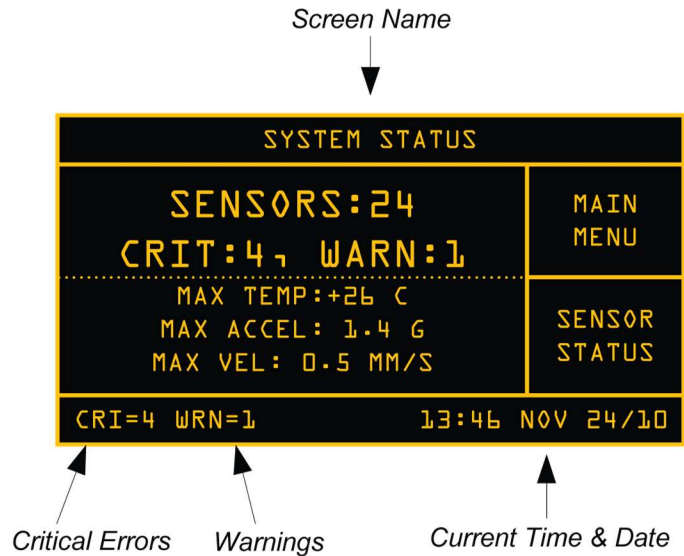 Screen Name
SYSTEM STATUS
SENSORS:24
CRIT:4, WARN:1
MAX TEMP:+26 C
MAX ACCEL: 1.4 G
MAX VEL: 0.5 MM/S
MAIN
MENU
SENSOR
STATUS
CRI=4 WRN=1
13:46 NOV 24/10
Critical Errors
Warnings
Current Time & Date